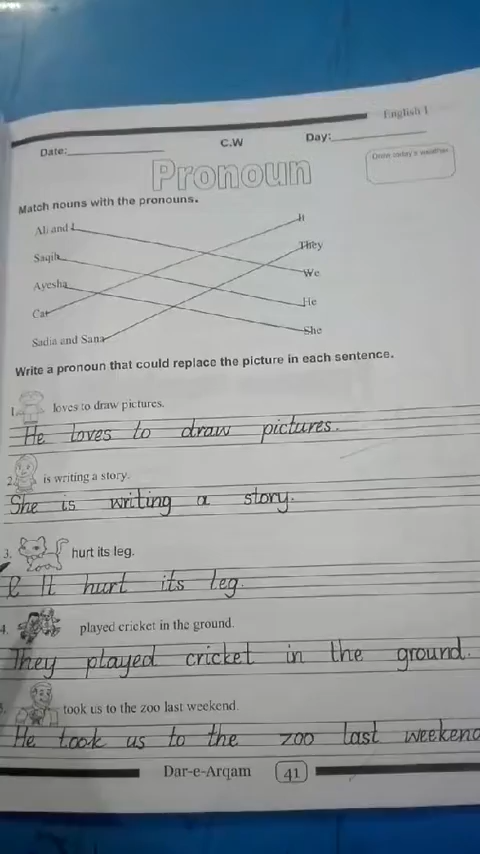 English 1
Date: C.W Day:
Pronoun
Draw today's weather
Match nouns with the pronouns.
Ali and I It
Saqib They
Ayesha We
Cat He
Sadia and Sana She
Write a pronoun that could replace the picture in each sentence.
1. loves to draw pictures.
He loves to draw pictures.
2. is writing a story.
She is writing a story.
3. hurt its leg.
It hurt its leg.
4. played cricket in the ground.
They played cricket in the ground.
5. took us to the zoo last weekend.
He took us to the zoo last weekend
Dar-e-Arqam 41